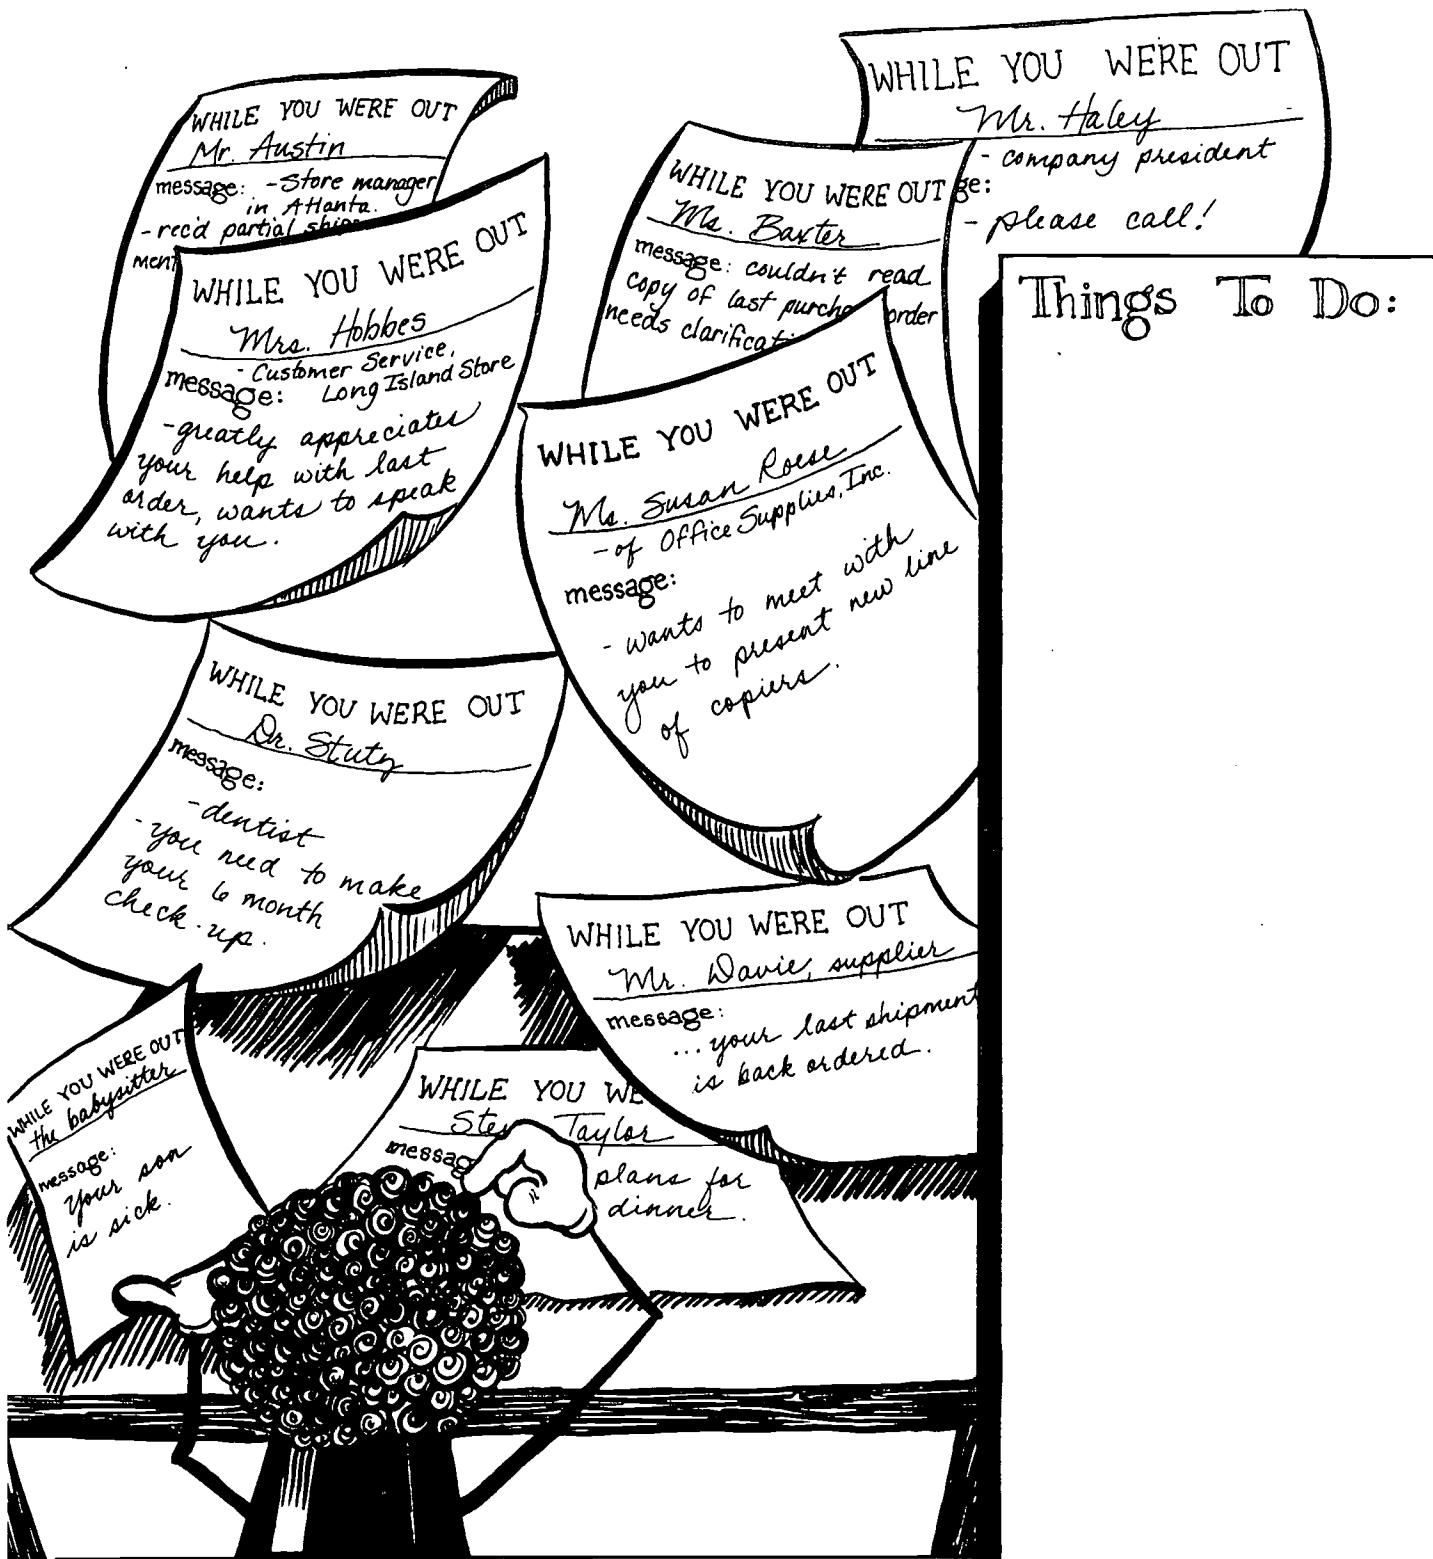 WHILE YOU WERE OUT
Mr. Austin
message: -Store manager
in Atlanta.
-rec'd partial ship
ment
WHILE YOU WERE OUT
Mrs. Hobbes
- Customer Service,
message: Long Island Store
-greatly appreciates
your help with last
order, wants to speak
with you.
WHILE YOU WERE OUT
Mr. Haley
- company president
ge:
- please call!
WHILE YOU WERE OUT
Ms. Baxter
message: couldn't read
copy of last purcha order
needs clarificati
WHILE YOU WERE OUT
Ms. Susan Roese
- of Office Supplies, Inc.
message:
- wants to meet with
you to present new line
of copiers.
Things To Do:
WHILE YOU WERE OUT
Dr. Stutz
message:
-dentist
-you need to make
your 6 month
check-up.
WHILE YOU WERE OUT
Mr. Davie, supplier
message:
...your last shipment
is back ordered.
WHILE YOU WERE OUT
the babysitter
message:
Your son
is sick.
WHILE YOU WE
Ste Taylor
messag
plans for
dinner.